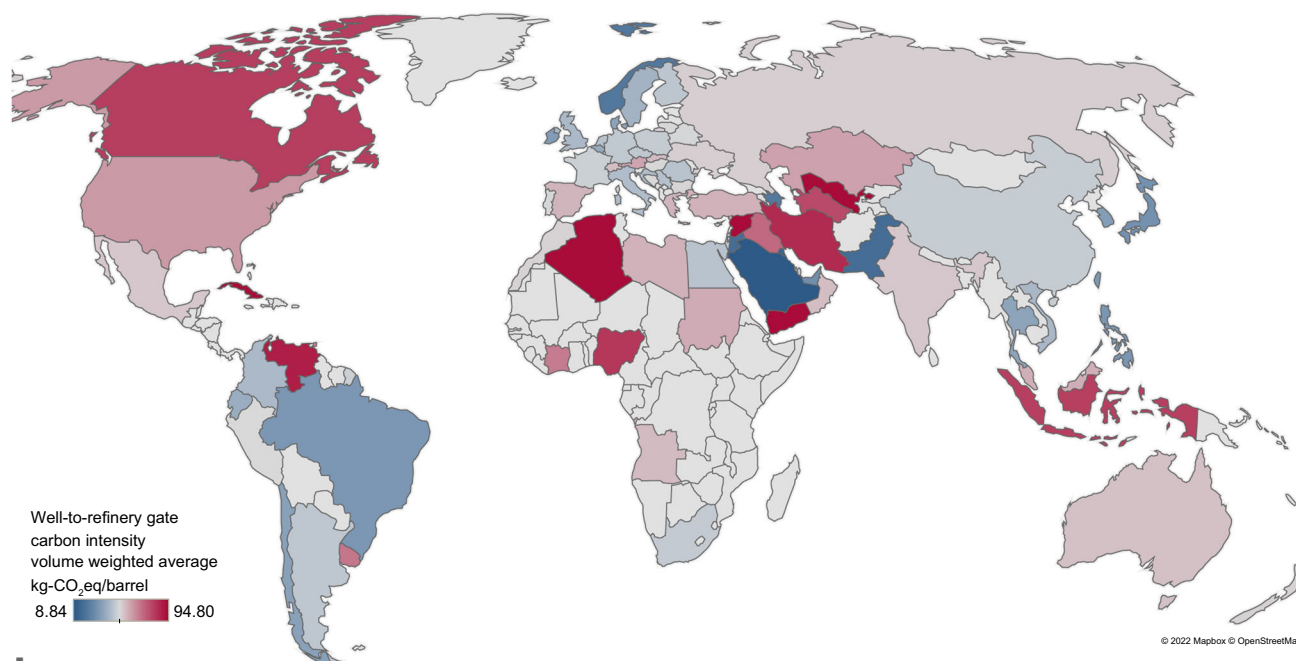 Well-to-refinery gate
carbon intensity
volume weighted average
kg-CO₂eq/barrel
8.84 94.80
© 2022 Mapbox © OpenStreetMa